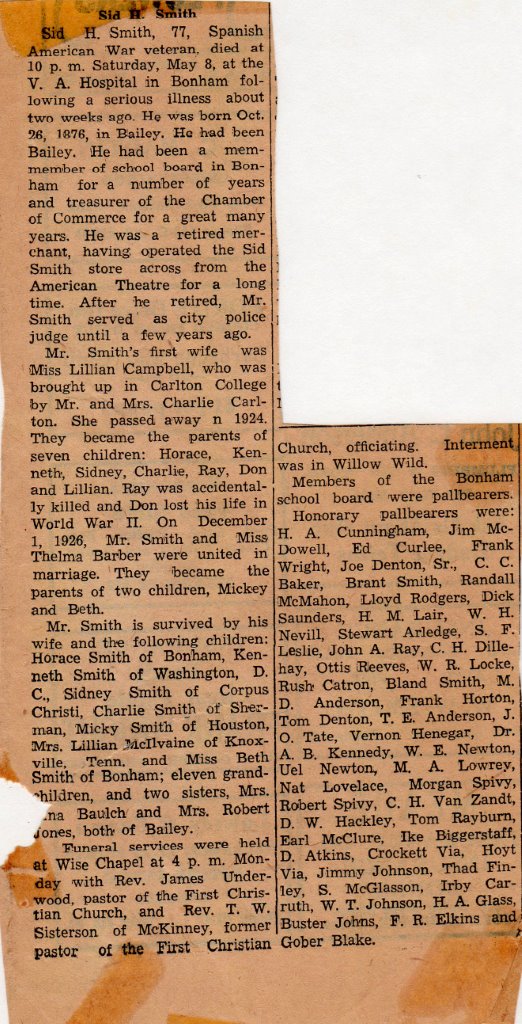 Sid H. Smith
Sid H. Smith, 77, Spanish
American War veteran, died at
10 p. m. Saturday, May 8, at the
V. A. Hospital in Bonham fol-
lowing a serious illness about
two weeks ago. He was born Oct.
26, 1876, in Bailey. He had been
Bailey. He had been a mem-
member of school board in Bon-
ham for a number of years
and treasurer of the Chamber
of Commerce for a great many
years. He was a retired mer-
chant, having operated the Sid
Smith store across from the
American Theatre for a long
time. After he retired, Mr.
Smith served as city police
judge until a few years ago.
Mr. Smith's first wife was
Miss Lillian Campbell, who was
brought up in Carlton College
by Mr. and Mrs. Charlie Carl-
ton. She passed away n 1924.
They became the parents of
seven children: Horace, Ken-
neth, Sidney, Charlie, Ray, Don
and Lillian. Ray was accidental-
ly killed and Don lost his life in
World War II. On December
1, 1926, Mr. Smith and Miss
Thelma Barber were united in
marriage. They became the
parents of two children, Mickey
and Beth.
Mr. Smith is survived by his
wife and the following children:
Horace Smith of Bonham, Ken-
neth Smith of Washington, D.
C., Sidney Smith of Corpus
Christi, Charlie Smith of Sher-
man, Micky Smith of Houston,
Mrs. Lillian McIlvaine of Knox-
ville, Tenn. and Miss Beth
Smith of Bonham; eleven grand-
children, and two sisters, Mrs.
Baulch and Mrs. Robert
Jones, both of Bailey.
Funeral services were held
at Wise Chapel at 4 p. m. Mon-
day with Rev. James Under-
wood, pastor of the First Chris-
tian Church, and Rev. T. W.
Sisterson of McKinney, former
pastor of the First Christian
Church, officiating. Interment
was in Willow Wild.
Members of the Bonham
school board were pallbearers.
Honorary pallbearers were:
H. A. Cunningham, Jim Mc-
Dowell, Ed Curlee, Frank
Wright, Joe Denton, Sr., C. C.
Baker, Brant Smith, Randall
McMahon, Lloyd Rodgers, Dick
Saunders, H. M. Lair, W. H.
Nevill, Stewart Arledge, S. F.
Leslie, John A. Ray, C. H. Dille-
hay, Ottis Reeves, W. R. Locke,
Rush Catron, Bland Smith, M.
D. Anderson, Frank Horton,
Tom Denton, T. E. Anderson, J.
O. Tate, Vernon Henegar, Dr.
A. B. Kennedy, W. E. Newton,
Uel Newton, M. A. Lowrey,
Nat Lovelace, Morgan Spivy,
Robert Spivy, C. H. Van Zandt,
D. W. Hackley, Tom Rayburn,
Earl McClure, Ike Biggerstaff,
D. Atkins, Crockett Via, Hoyt
Via, Jimmy Johnson, Thad Fin-
ley, S. McGlasson, Irby Car-
ruth, W. T. Johnson, H. A. Glass,
Buster Johns, F. R. Elkins and
Gober Blake.